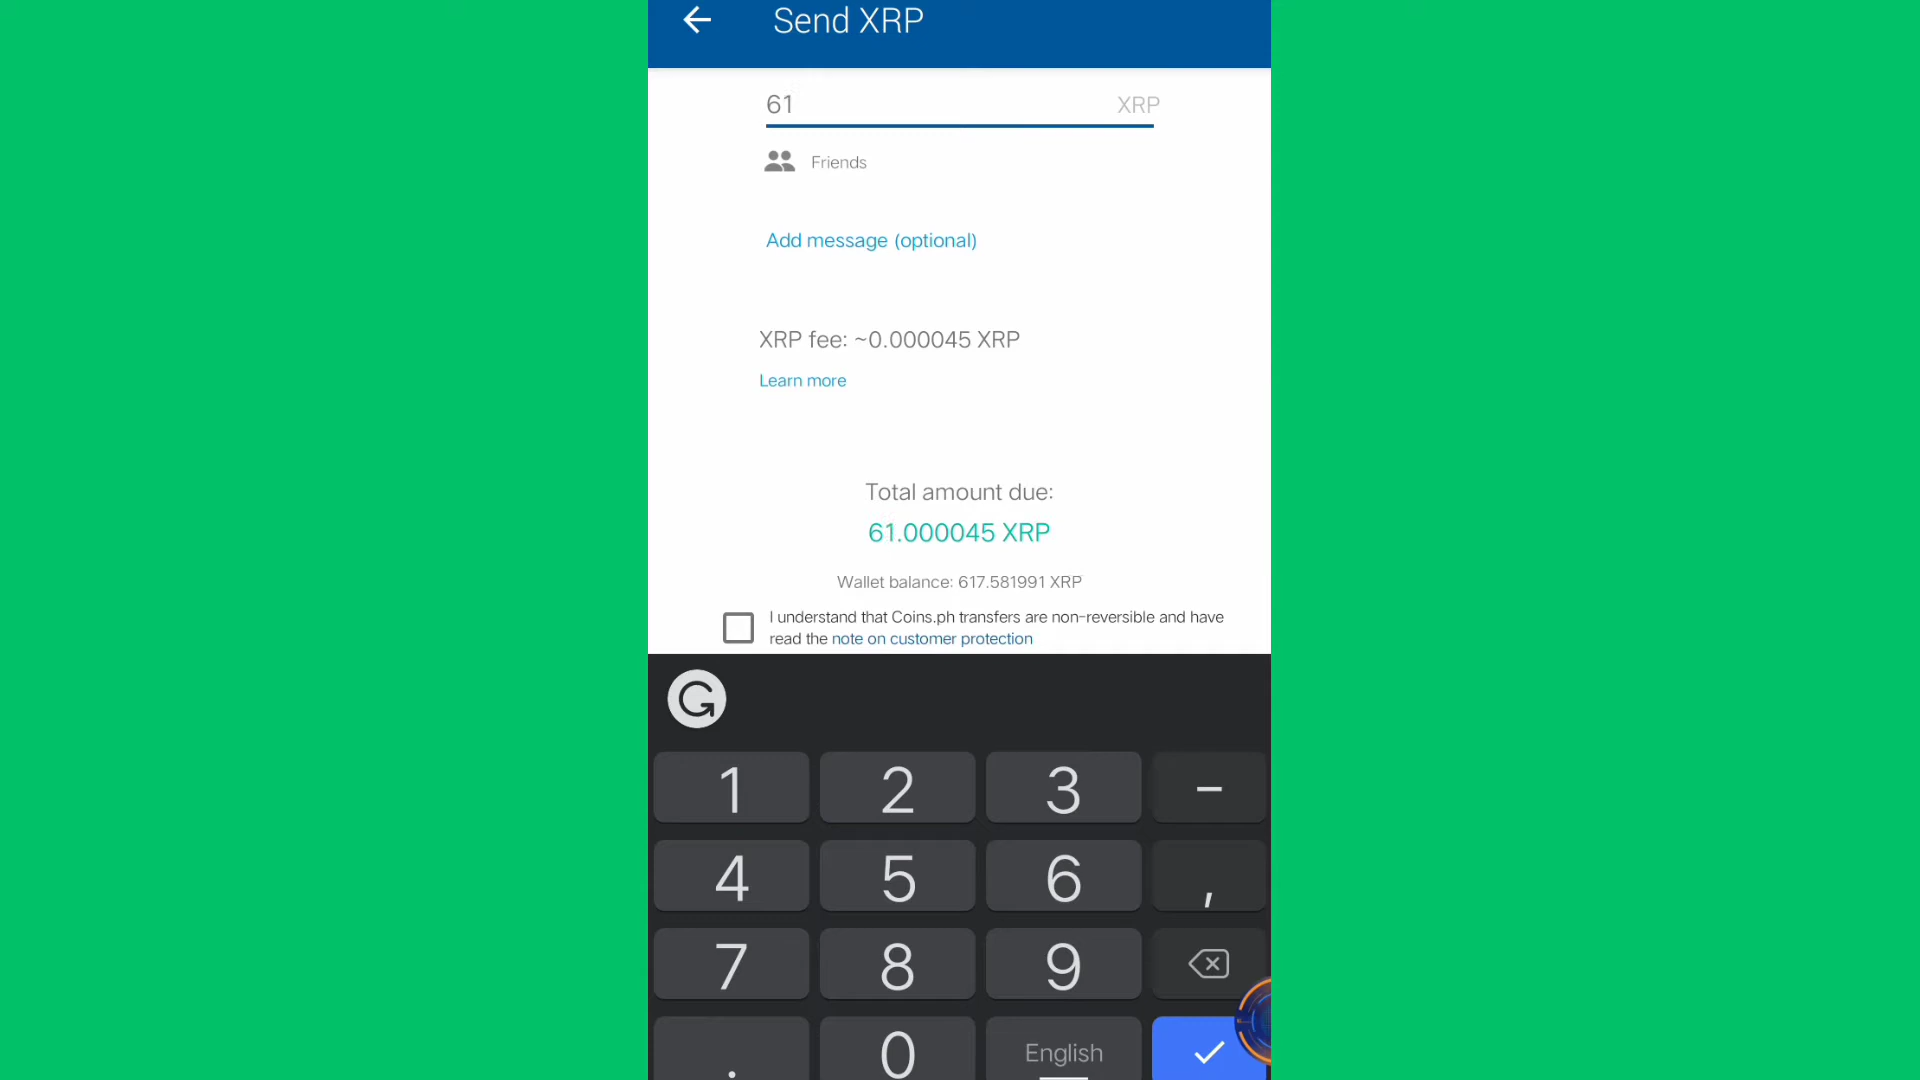 Send XRP
61 XRP
Friends
Add message (optional)
XRP fee: ~0.000045 XRP
Learn more
Total amount due:
61.000045 XRP
Wallet balance: 617.581991 XRP
I understand that Coins.ph transfers are non-reversible and have
read the note on customer protection
G
1 2 3 -
4 5 6 ,
7 8 9
. 0 English